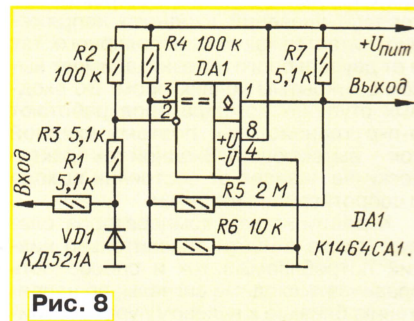 R2
100 к
R4 100 к
DA1
R7
5,1 к
+Uпит
Выход
3
2
= =
1
8
4
+U
-U
R3 5,1 к
R1
5,1 к
Вход
R5 2 М
R6 10 к
VD1
КД521А
DA1
К1464СА1.
Рис. 8